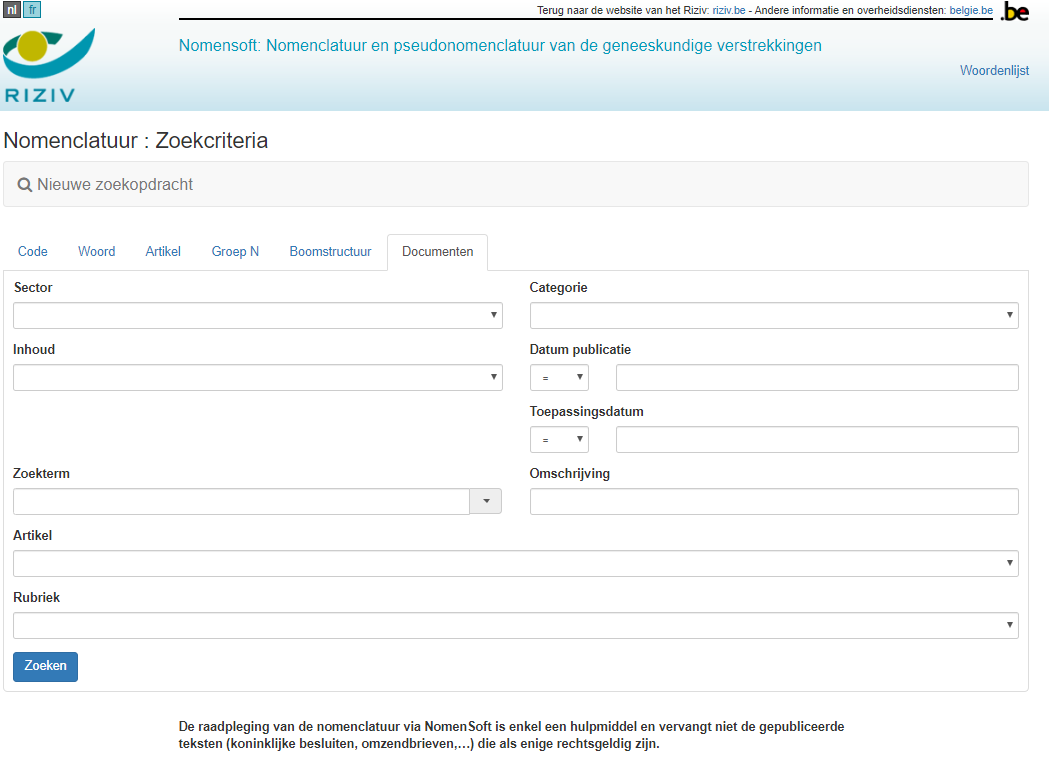 nl fr
Terug naar de website van het Riziv: riziv.be - Andere informatie en overheidsdiensten: belgie.be
.be
Nomensoft: Nomenclatuur en pseudonomenclatuur van de geneeskundige verstrekkingen
Woordenlijst
RIZIV
Nomenclatuur : Zoekcriteria
Nieuwe zoekopdracht
Code Woord Artikel Groep N Boomstructuur Documenten
Sector Categorie
Inhoud Datum publicatie
=
Toepassingsdatum
=
Zoekterm Omschrijving
Artikel
Rubriek
Zoeken
De raadpleging van de nomenclatuur via NomenSoft is enkel een hulpmiddel en vervangt niet de gepubliceerde
teksten (koninklijke besluiten, omzendbrieven,...) die als enige rechtsgeldig zijn.